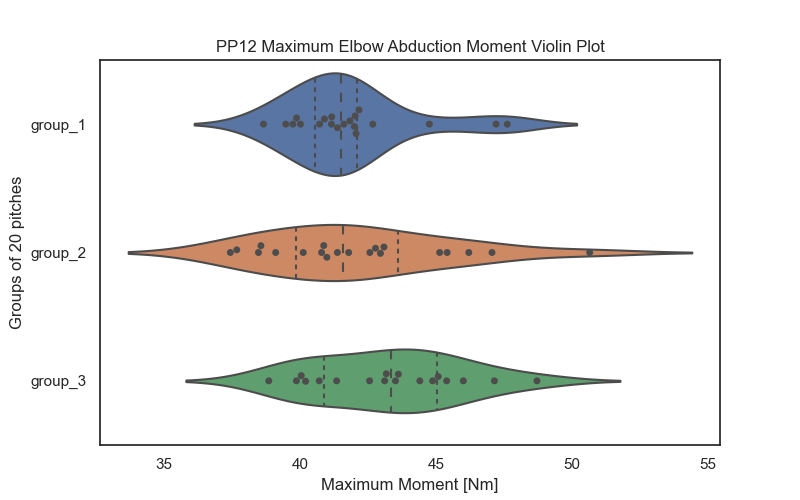 PP12 Maximum Elbow Abduction Moment Violin Plot
Groups of 20 pitches
group_1
group_2
group_3
35 40 45 50 55
Maximum Moment [Nm]